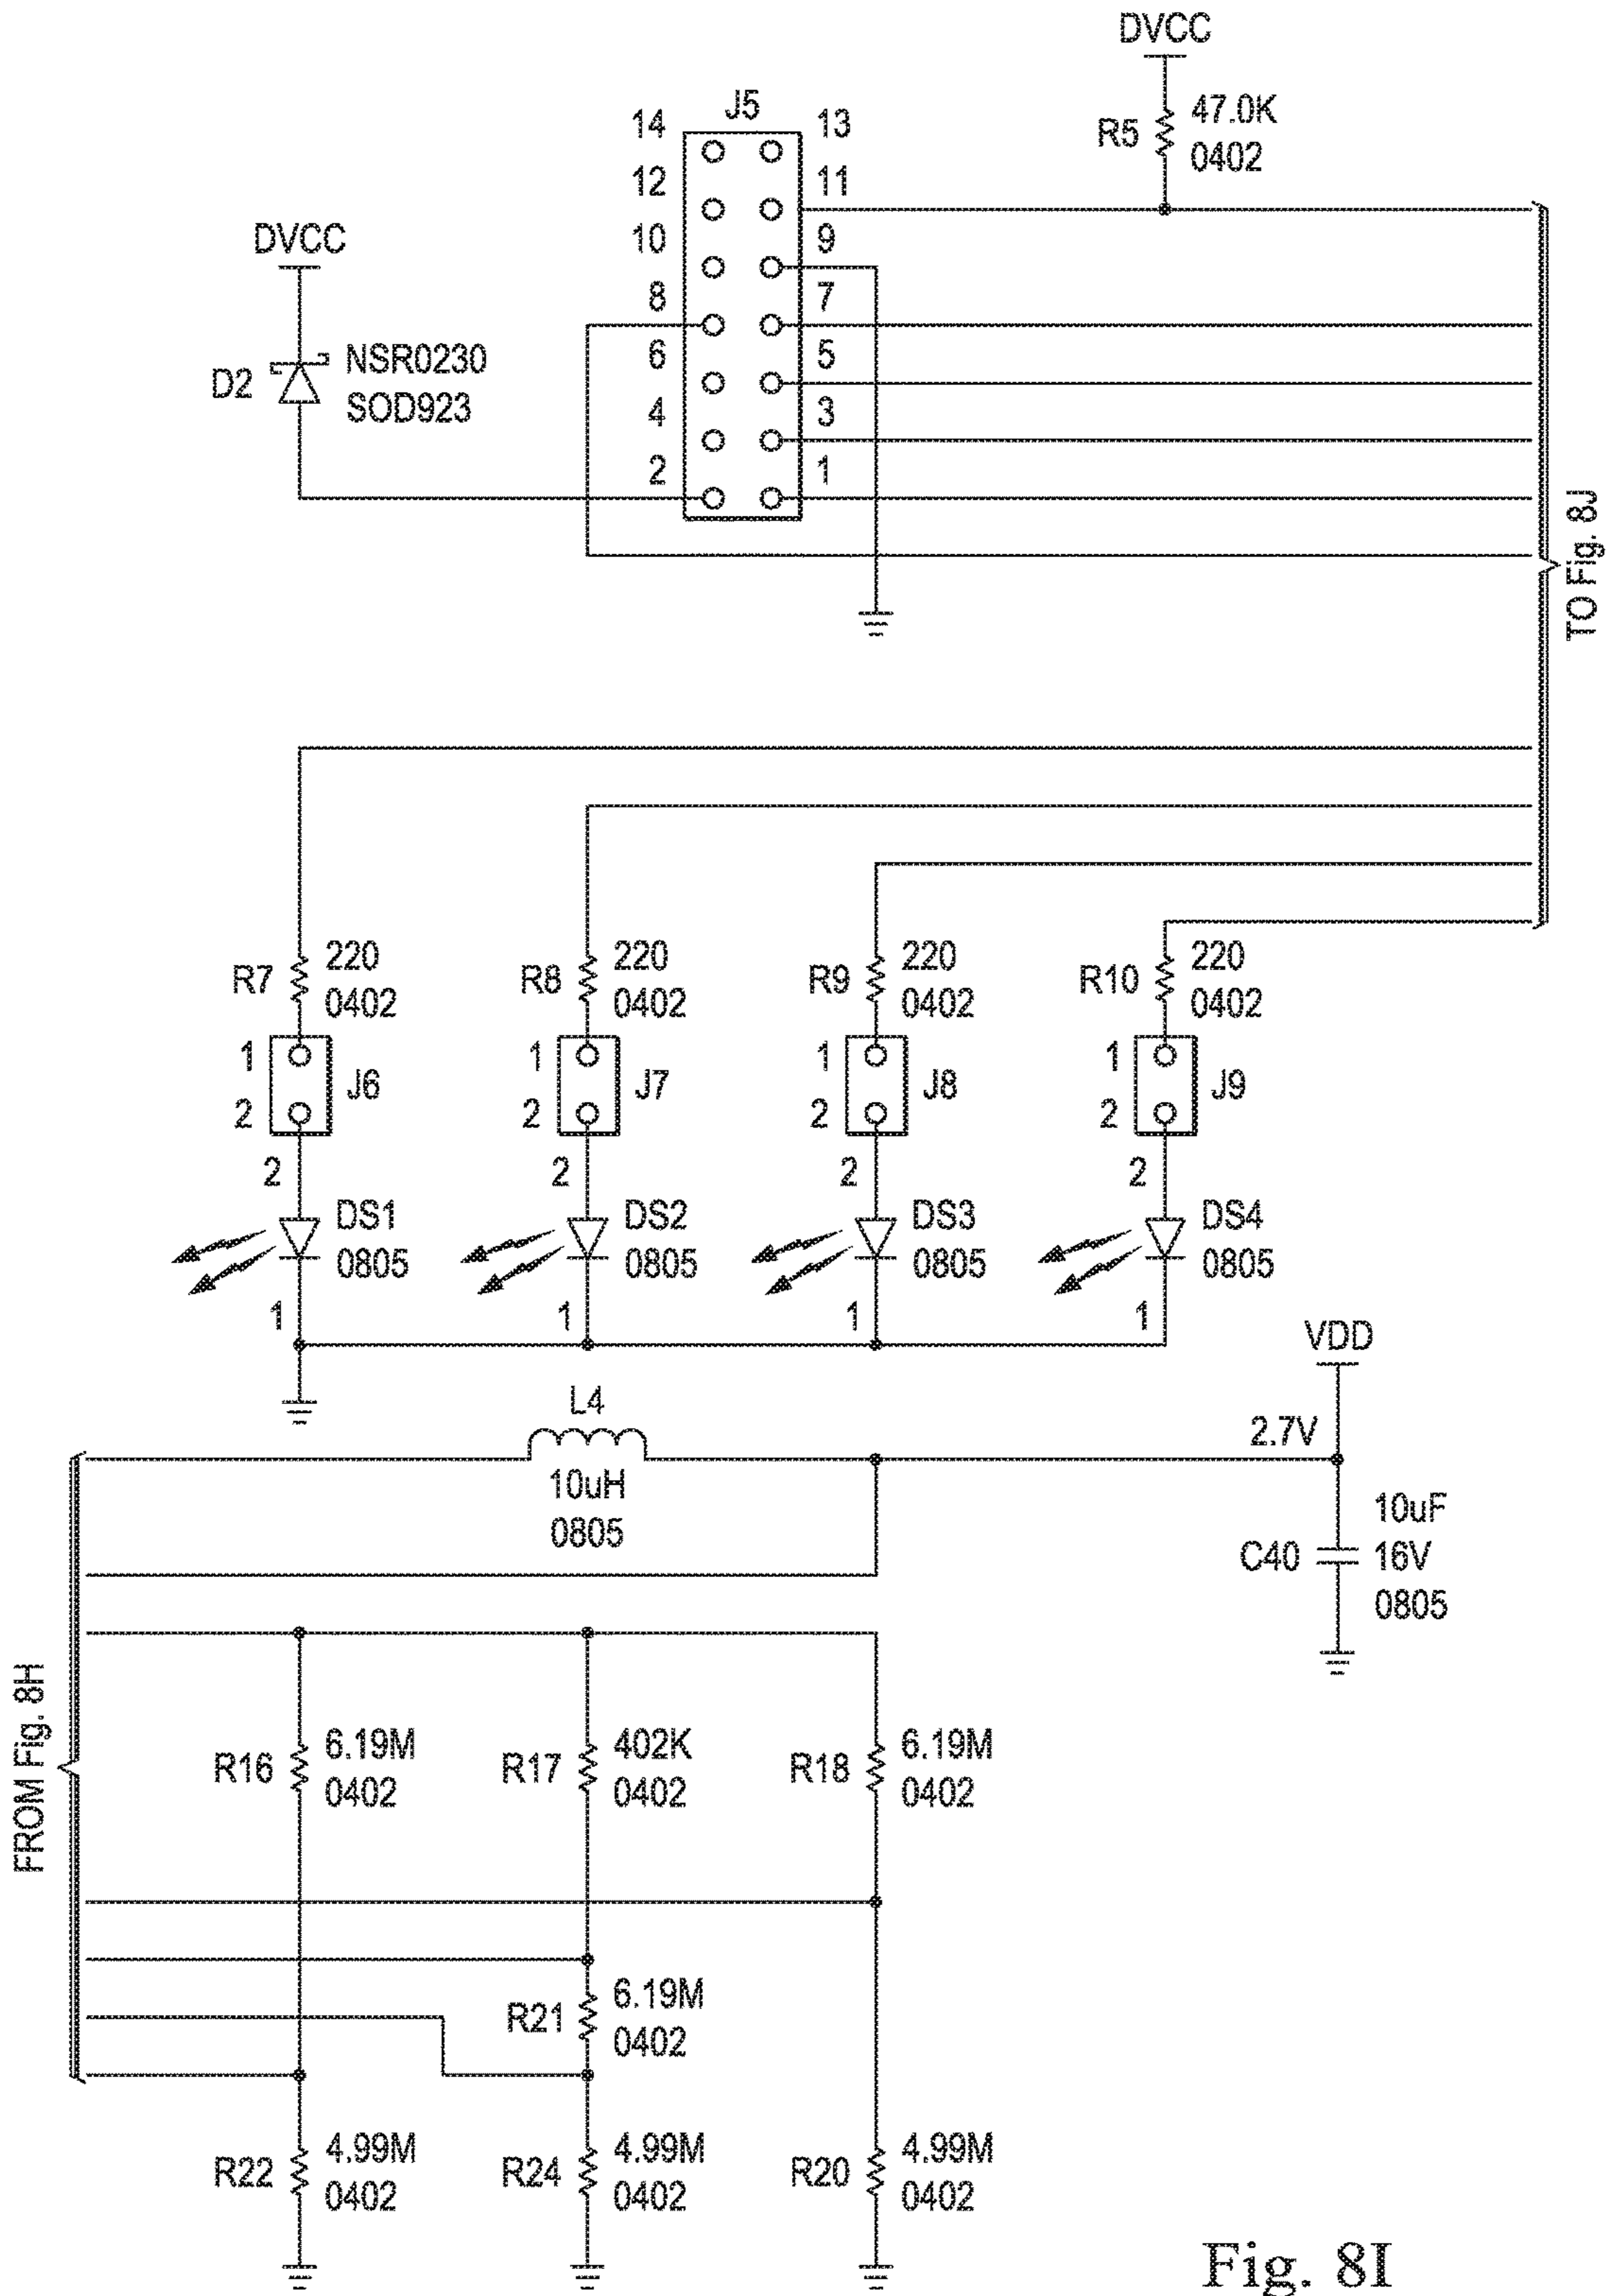 DVCC
J5
14
13
R5
47.0K
0402
12
11
DVCC
10
9
8
7
D2
NSR0230
SOD923
6
5
4
3
2
1
TO Fig. 8J
R7
220
0402
R8
220
0402
R9
220
0402
R10
220
0402
1
J6
2
1
J7
2
1
J8
2
1
J9
2
2
DS1
0805
1
2
DS2
0805
1
2
DS3
0805
1
2
DS4
0805
1
VDD
L4
2.7V
10uH
0805
C40
10uF
16V
0805
FROM Fig. 8H
R16
6.19M
0402
R17
402K
0402
R18
6.19M
0402
R21
6.19M
0402
R22
4.99M
0402
R24
4.99M
0402
R20
4.99M
0402
Fig. 8I